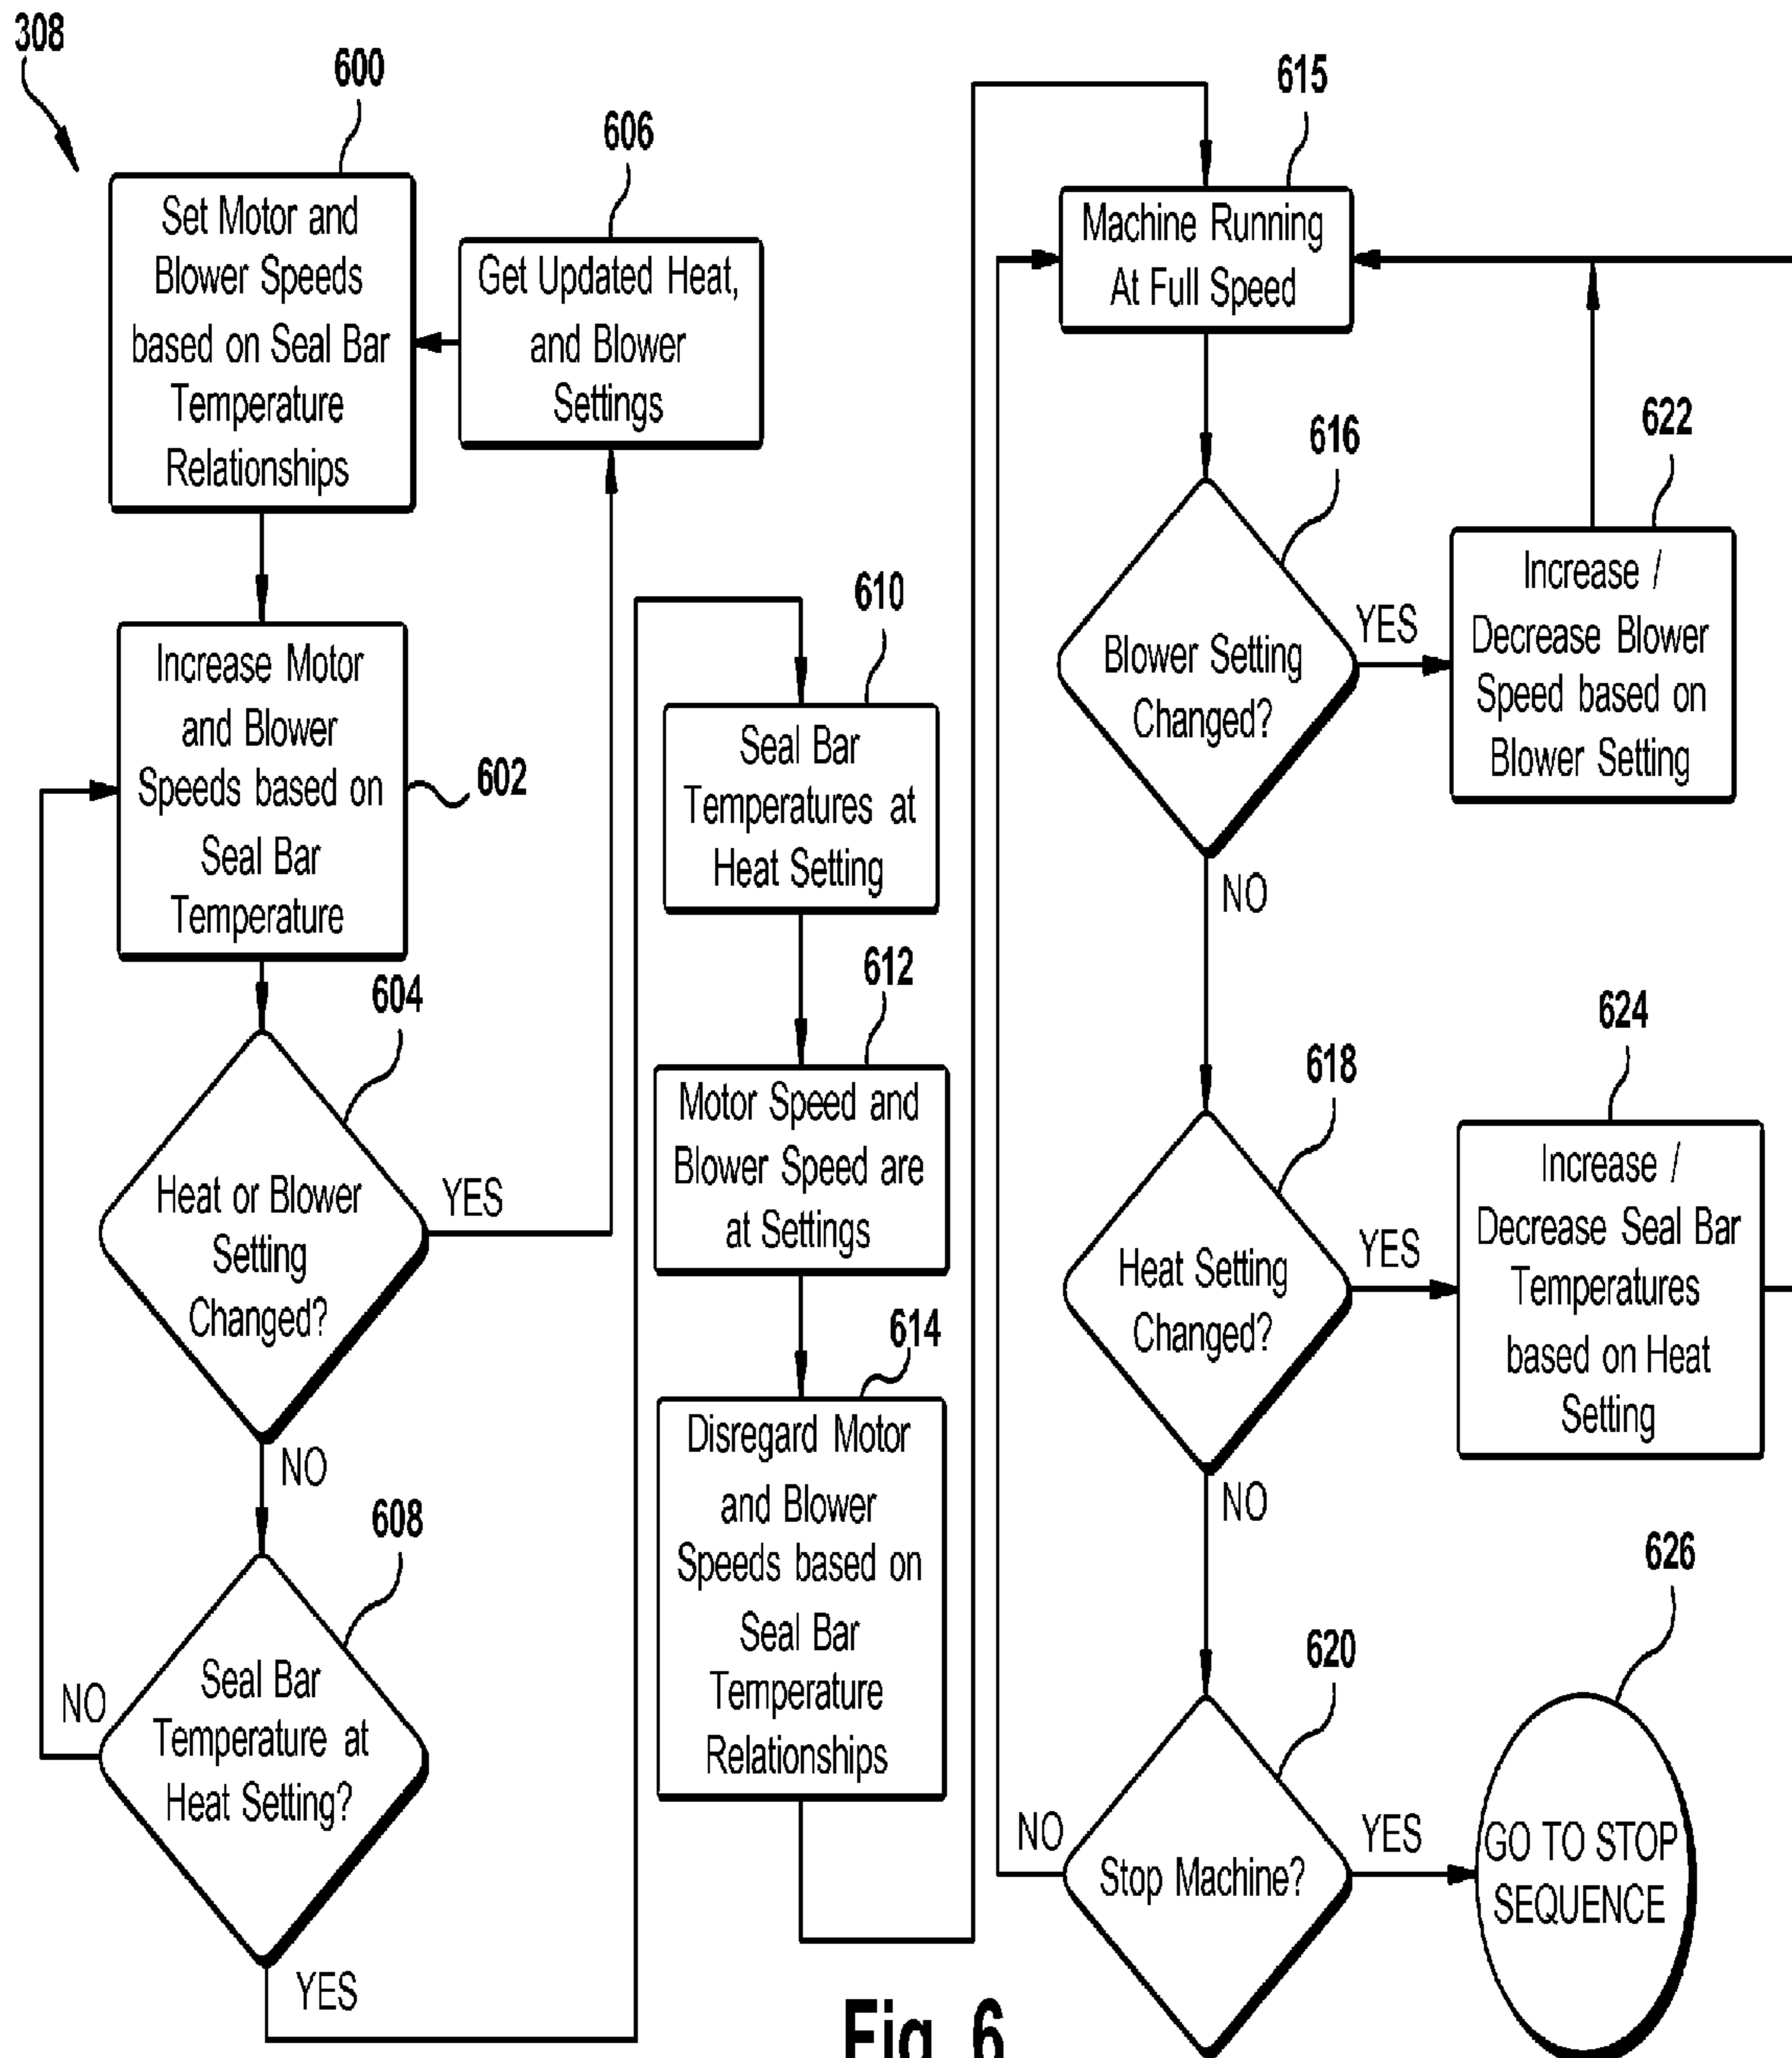 308
600
Set Motor and
Blower Speeds
based on Seal Bar
Temperature
Relationships
606
Get Updated Heat,
and Blower
Settings
Increase Motor
and Blower
Speeds based on
Seal Bar
Temperature
602
604
Heat or Blower
Setting
Changed?
YES
NO
608
Seal Bar
Temperature at
Heat Setting?
NO
YES
610
Seal Bar
Temperatures at
Heat Setting
612
Motor Speed and
Blower Speed are
at Settings
614
Disregard Motor
and Blower
Speeds based on
Seal Bar
Temperature
Relationships
615
Machine Running
At Full Speed
616
Blower Setting
Changed?
YES
NO
622
Increase /
Decrease Blower
Speed based on
Blower Setting
618
Heat Setting
Changed?
YES
NO
624
Increase /
Decrease Seal Bar
Temperatures
based on Heat
Setting
620
Stop Machine?
NO
YES
626
GO TO STOP
SEQUENCE
Fig. 6